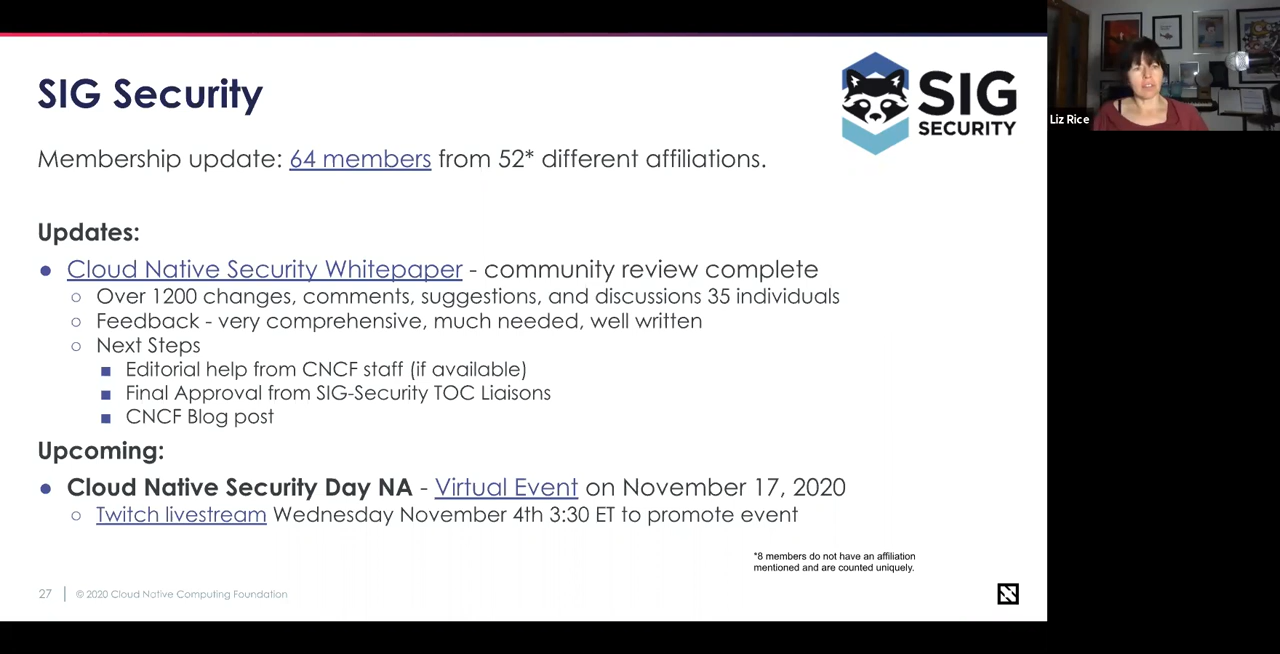 SIG Security
SIG
SECURITY
Liz Rice
Membership update: 64 members from 52* different affiliations.
Updates:
● Cloud Native Security Whitepaper - community review complete
○ Over 1200 changes, comments, suggestions, and discussions 35 individuals
○ Feedback - very comprehensive, much needed, well written
○ Next Steps
■ Editorial help from CNCF staff (if available)
■ Final Approval from SIG-Security TOC Liaisons
■ CNCF Blog post
Upcoming:
● Cloud Native Security Day NA - Virtual Event on November 17, 2020
○ Twitch livestream Wednesday November 4th 3:30 ET to promote event
*8 members do not have an affiliation
mentioned and are counted uniquely.
27 | © 2020 Cloud Native Computing Foundation